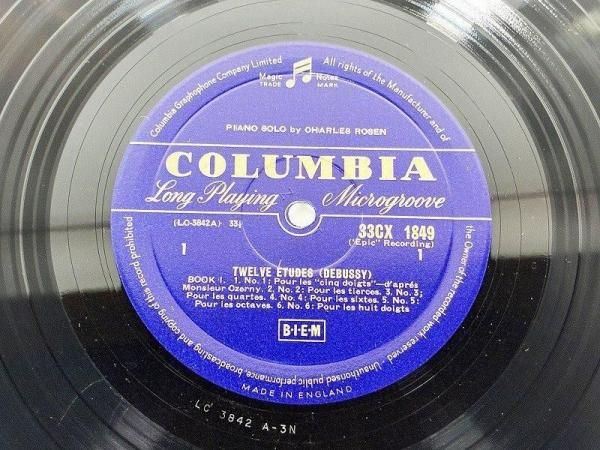 Columbia Graphophone Company Limited
All rights of the Manufacturer and of
the Owner of the recorded work reserved · Unauthorised public performance,
broadcasting and copying of this record prohibited
Magic Notes
TRADE MARK
PIANO SOLO by CHARLES ROSEN
COLUMBIA
Long Playing Microgroove
(LC-3842A) 33⅓
33CX 1849
("Epic" Recording)
1 1
TWELVE ÉTUDES (DEBUSSY)
BOOK 1. 1. No. 1: Pour les "cinq doigts"—d'après
Monsieur Czerny. 2. No. 2: Pour les tierces. 3. No. 3:
Pour les quartes. 4. No. 4: Pour les sixtes. 5. No. 5:
Pour les octaves. 6. No. 6: Pour les huit doigts
B·I·E·M
MADE IN ENGLAND
LC 3842 A-3N